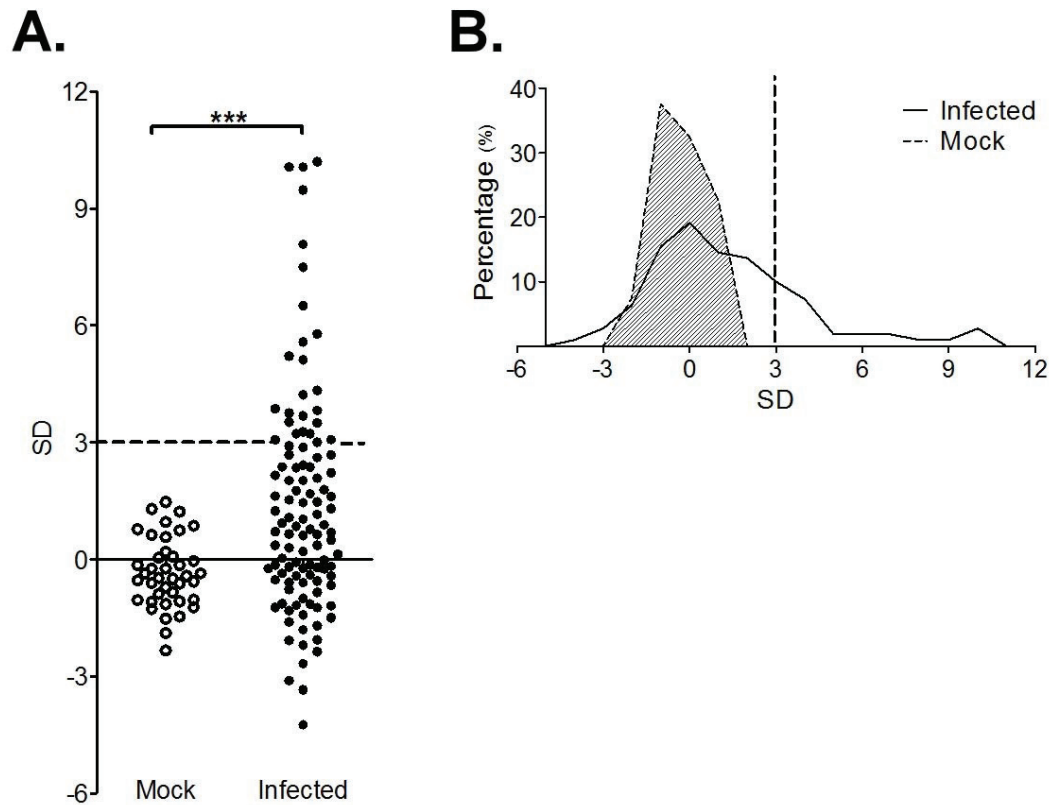 A.
12
9
6
3
0
-3
-6
SD
***
Mock Infected
B.
40
30
20
10
Percentage (%)
-6 -3 0 3 6 9 12
SD
Infected
Mock